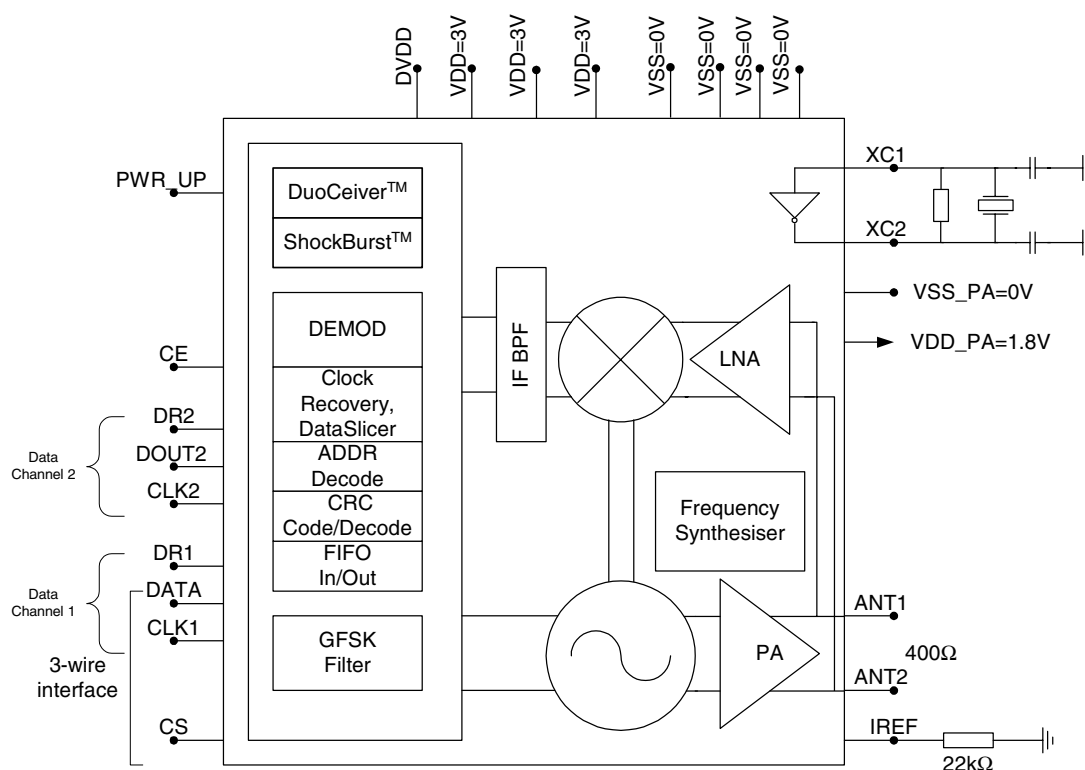 DVDD
VDD=3V
VDD=3V
VDD=3V
VSS=0V
VSS=0V
VSS=0V
VSS=0V
PWR_UP
DuoCeiver™
ShockBurst™
XC1
XC2
VSS_PA=0V
VDD_PA=1.8V
DEMOD
IF BPF
LNA
CE
Clock
Recovery,
DataSlicer
DR2
Data
Channel 2
DOUT2
ADDR
Decode
CLK2
CRC
Code/Decode
Frequency
Synthesiser
DR1
FIFO
In/Out
Data
Channel 1
DATA
CLK1
3-wire
interface
GFSK
Filter
PA
ANT1
400Ω
ANT2
CS
IREF
22kΩ